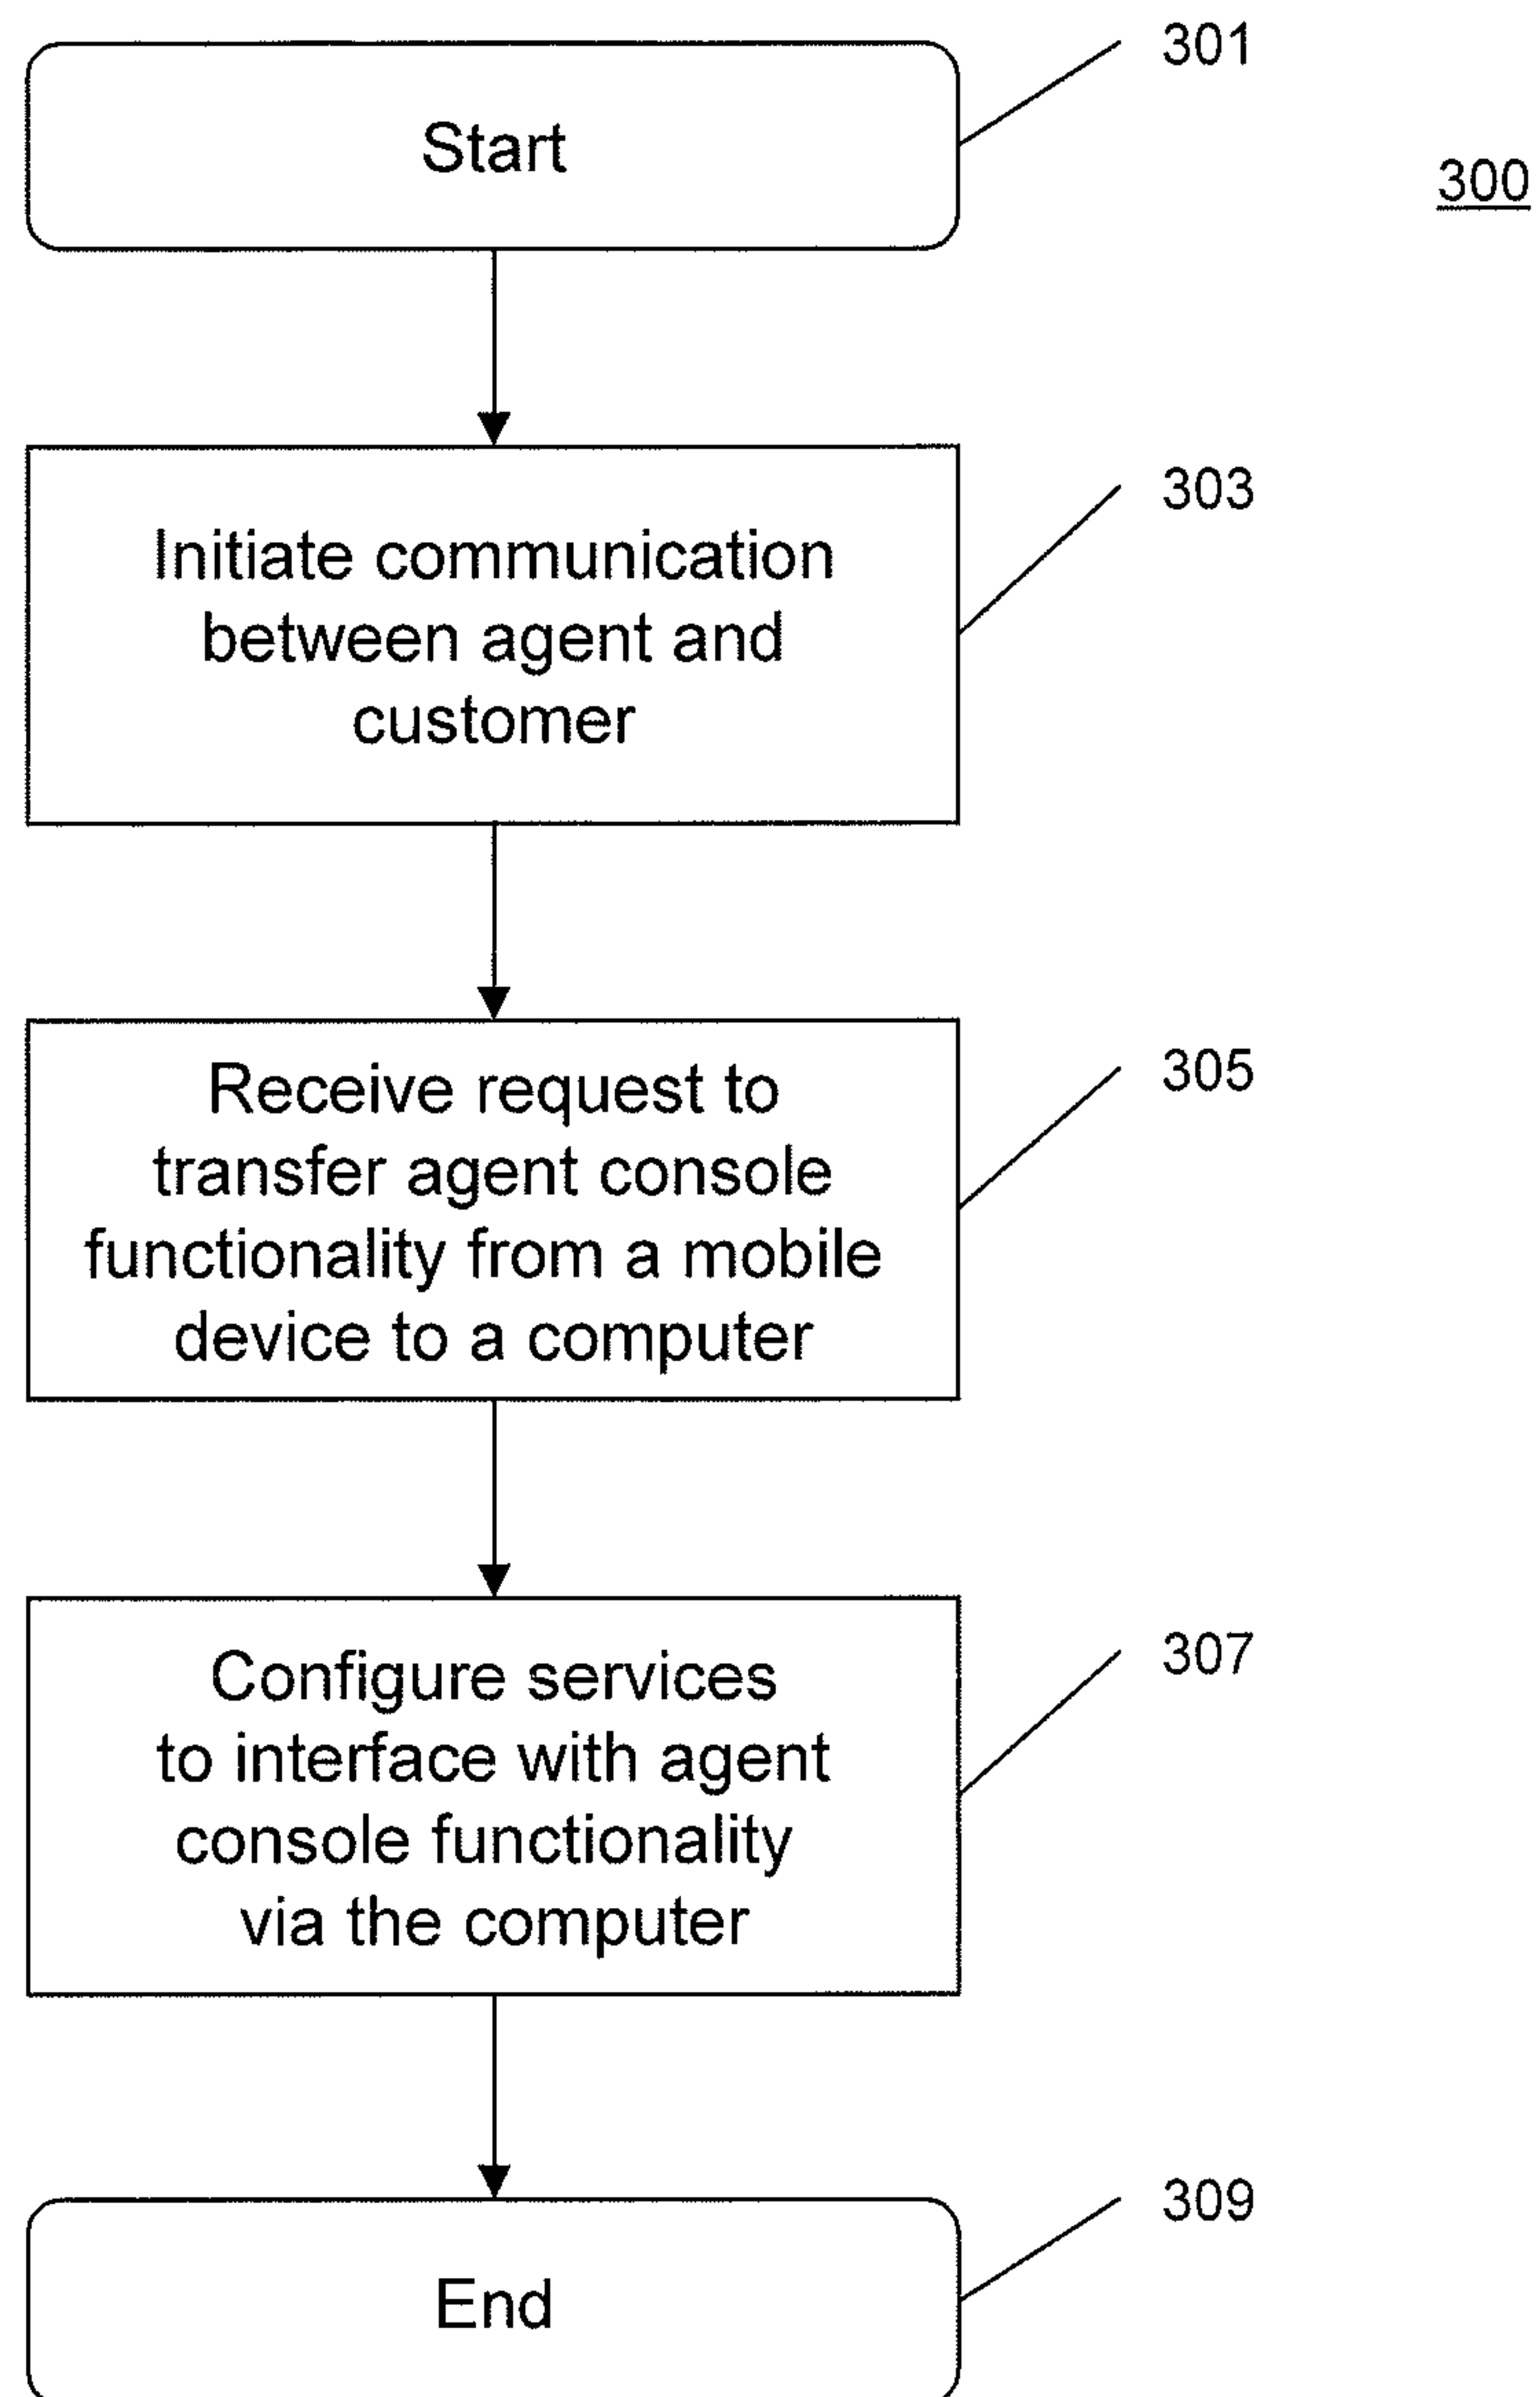 301
Start
300
303
Initiate communication
between agent and
customer
305
Receive request to
transfer agent console
functionality from a mobile
device to a computer
307
Configure services
to interface with agent
console functionality
via the computer
309
End